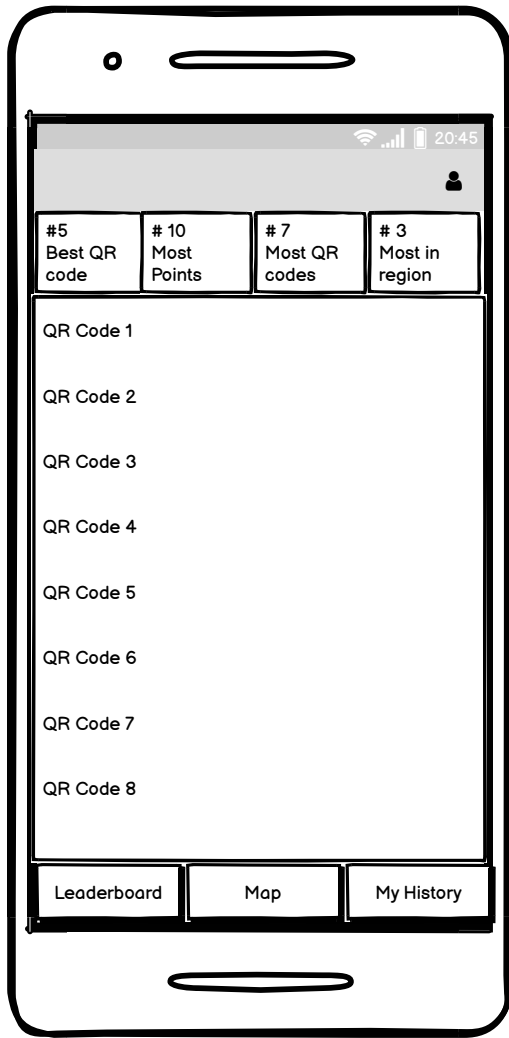 20:45
#5
Best QR
code
# 10
Most
Points
# 7
Most QR
codes
# 3
Most in
region
QR Code 1
QR Code 2
QR Code 3
QR Code 4
QR Code 5
QR Code 6
QR Code 7
QR Code 8
Leaderboard
Map
My History